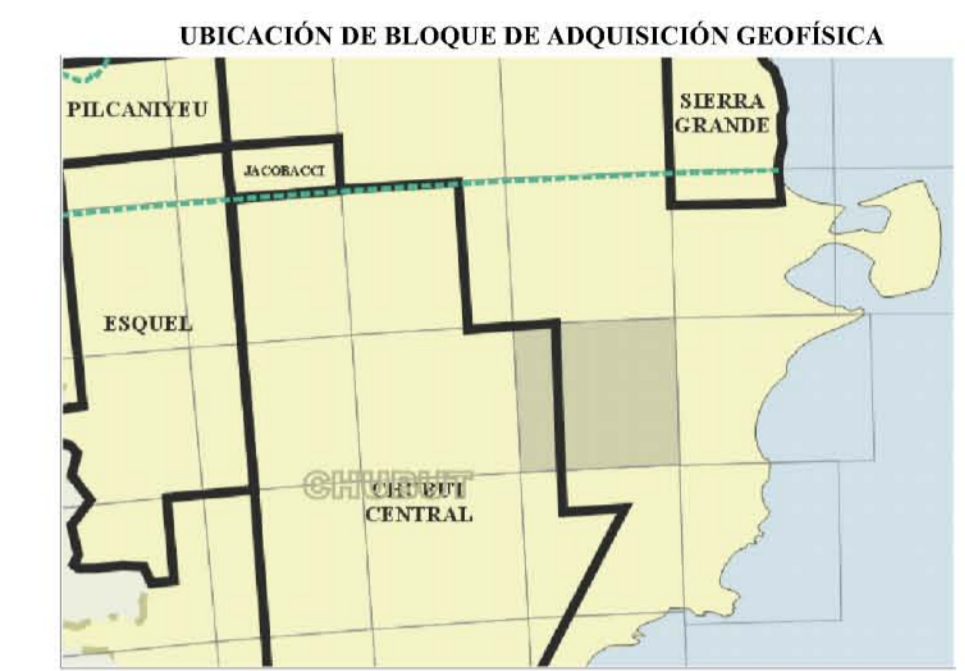 UBICACIÓN DE BLOQUE DE ADQUISICIÓN GEOFÍSICA
PILCANIYEU
SIERRA
GRANDE
JACOBACCI
ESQUEL
CHUBUT
CHUBUT
CENTRAL